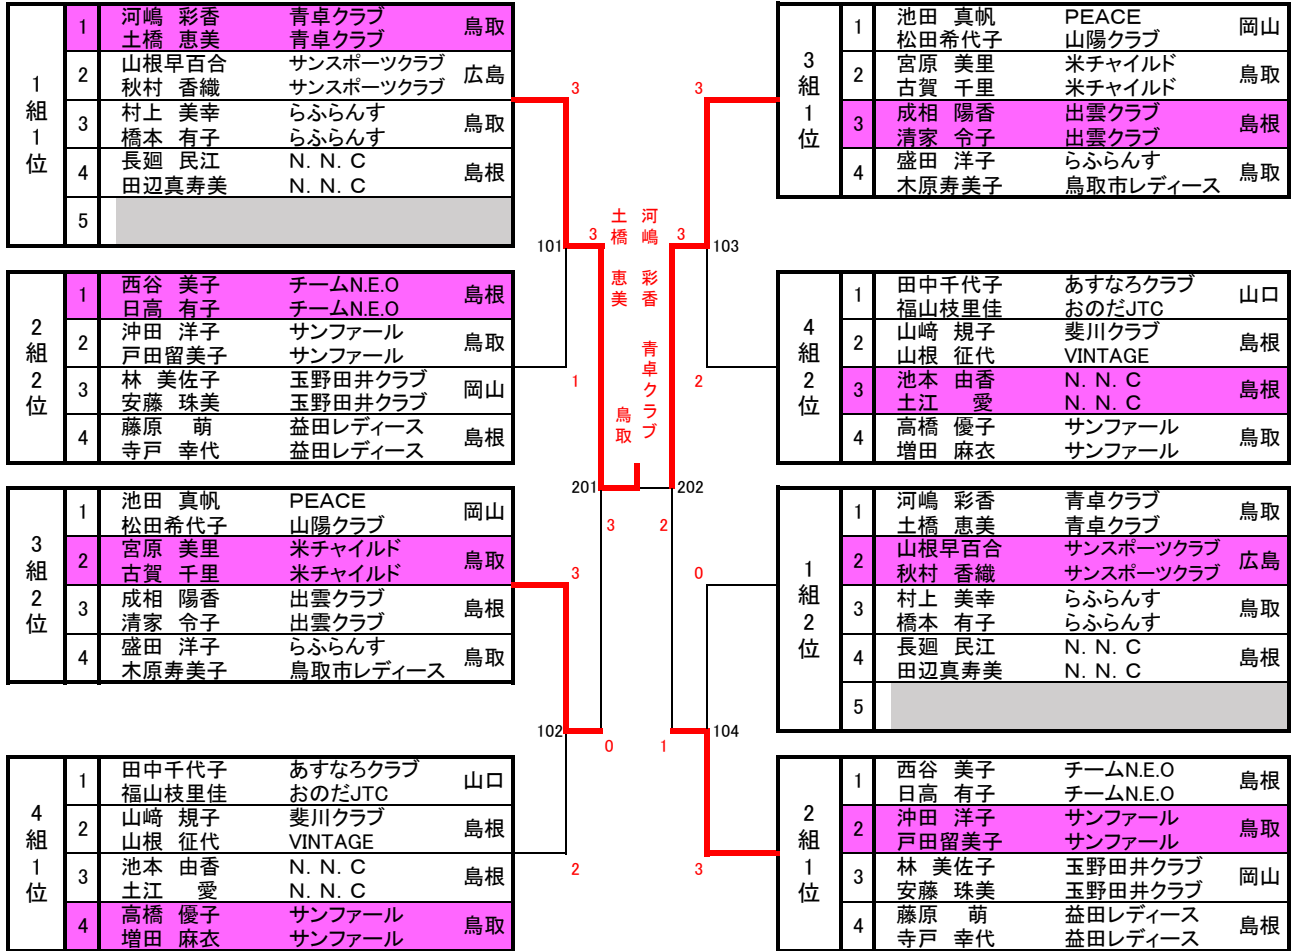 1組1位
1 河嶋 彩香 青卓クラブ 鳥取
土橋 恵美 青卓クラブ
2 山根早百合 サンスポーツクラブ 広島
秋村 香織 サンスポーツクラブ
3 村上 美幸 らふらんす 鳥取
橋本 有子 らふらんす
4 長廻 民江 N．N．C 島根
田辺真寿美 N．N．C
5
2組2位
1 西谷 美子 チームN.E.O 島根
日高 有子 チームN.E.O
2 沖田 洋子 サンファール 鳥取
戸田留美子 サンファール
3 林 美佐子 玉野田井クラブ 岡山
安藤 珠美 玉野田井クラブ
4 藤原 萌 益田レディース 島根
寺戸 幸代 益田レディース
3組2位
1 池田 真帆 PEACE 岡山
松田希代子 山陽クラブ
2 宮原 美里 米チャイルド 鳥取
古賀 千里 米チャイルド
3 成相 陽香 出雲クラブ 島根
清家 令子 出雲クラブ
4 盛田 洋子 らふらんす 鳥取
木原寿美子 鳥取市レディース
4組1位
1 田中千代子 あすなろクラブ 山口
福山枝里佳 おのだJTC
2 山﨑 規子 斐川クラブ 島根
山根 征代 VINTAGE
3 池本 由香 N．N．C 島根
土江 愛 N．N．C
4 高橋 優子 サンファール 鳥取
増田 麻衣 サンファール
3 3
101 3 3 103
河嶋 彩香 青卓クラブ
土橋 恵美 鳥取
1 2
201 202
3 2
3 0
102 104
0 1
2 3
3組1位
1 池田 真帆 PEACE 岡山
松田希代子 山陽クラブ
2 宮原 美里 米チャイルド 鳥取
古賀 千里 米チャイルド
3 成相 陽香 出雲クラブ 島根
清家 令子 出雲クラブ
4 盛田 洋子 らふらんす 鳥取
木原寿美子 鳥取市レディース
4組2位
1 田中千代子 あすなろクラブ 山口
福山枝里佳 おのだJTC
2 山﨑 規子 斐川クラブ 島根
山根 征代 VINTAGE
3 池本 由香 N．N．C 島根
土江 愛 N．N．C
4 高橋 優子 サンファール 鳥取
増田 麻衣 サンファール
1組2位
1 河嶋 彩香 青卓クラブ 鳥取
土橋 恵美 青卓クラブ
2 山根早百合 サンスポーツクラブ 広島
秋村 香織 サンスポーツクラブ
3 村上 美幸 らふらんす 鳥取
橋本 有子 らふらんす
4 長廻 民江 N．N．C 島根
田辺真寿美 N．N．C
5
2組1位
1 西谷 美子 チームN.E.O 島根
日高 有子 チームN.E.O
2 沖田 洋子 サンファール 鳥取
戸田留美子 サンファール
3 林 美佐子 玉野田井クラブ 岡山
安藤 珠美 玉野田井クラブ
4 藤原 萌 益田レディース 島根
寺戸 幸代 益田レディース